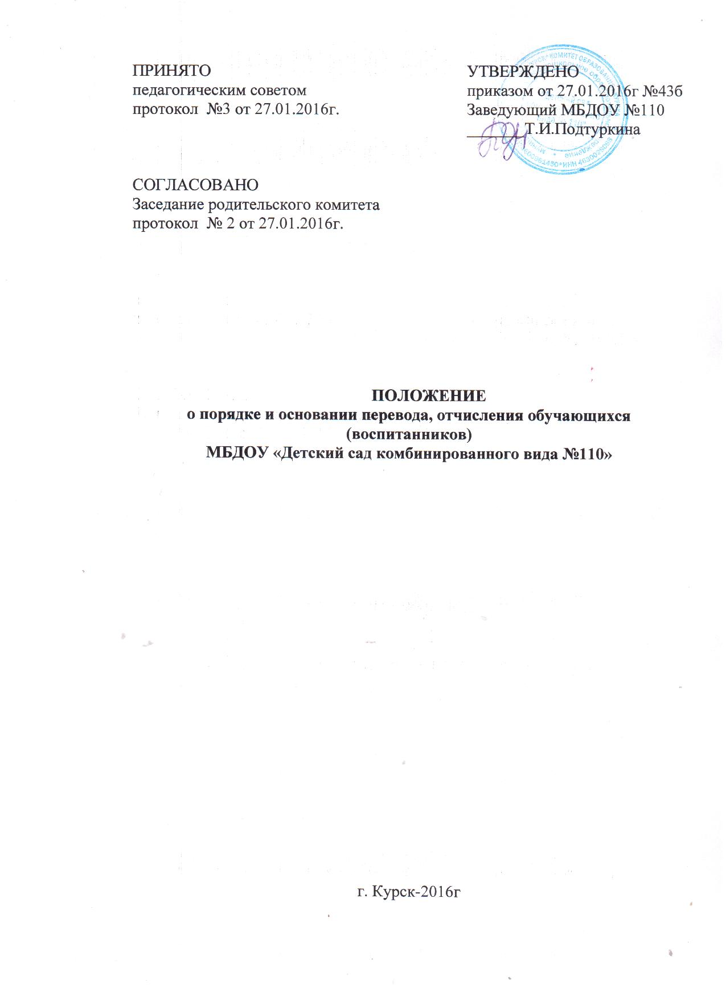 ПРИНЯТО
педагогическим советом
протокол №3 от 27.01.2016г.
УТВЕРЖДЕНО
приказом от 27.01.2016г №43б
Заведующий МБДОУ №110
_______Т.И.Подтуркина
СОГЛАСОВАНО
Заседание родительского комитета
протокол № 2 от 27.01.2016г.
ПОЛОЖЕНИЕ
о порядке и основании перевода, отчисления обучающихся
(воспитанников)
МБДОУ «Детский сад комбинированного вида №110»
г. Курск-2016г